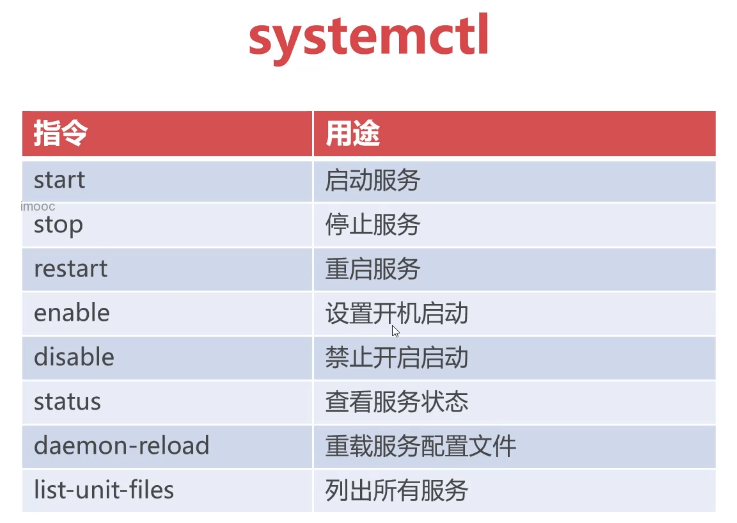 systemctl
指令 用途
start 启动服务
imooc
stop 停止服务
restart 重启服务
enable 设置开机启动
disable 禁止开启启动
status 查看服务状态
daemon-reload 重载服务配置文件
list-unit-files 列出所有服务